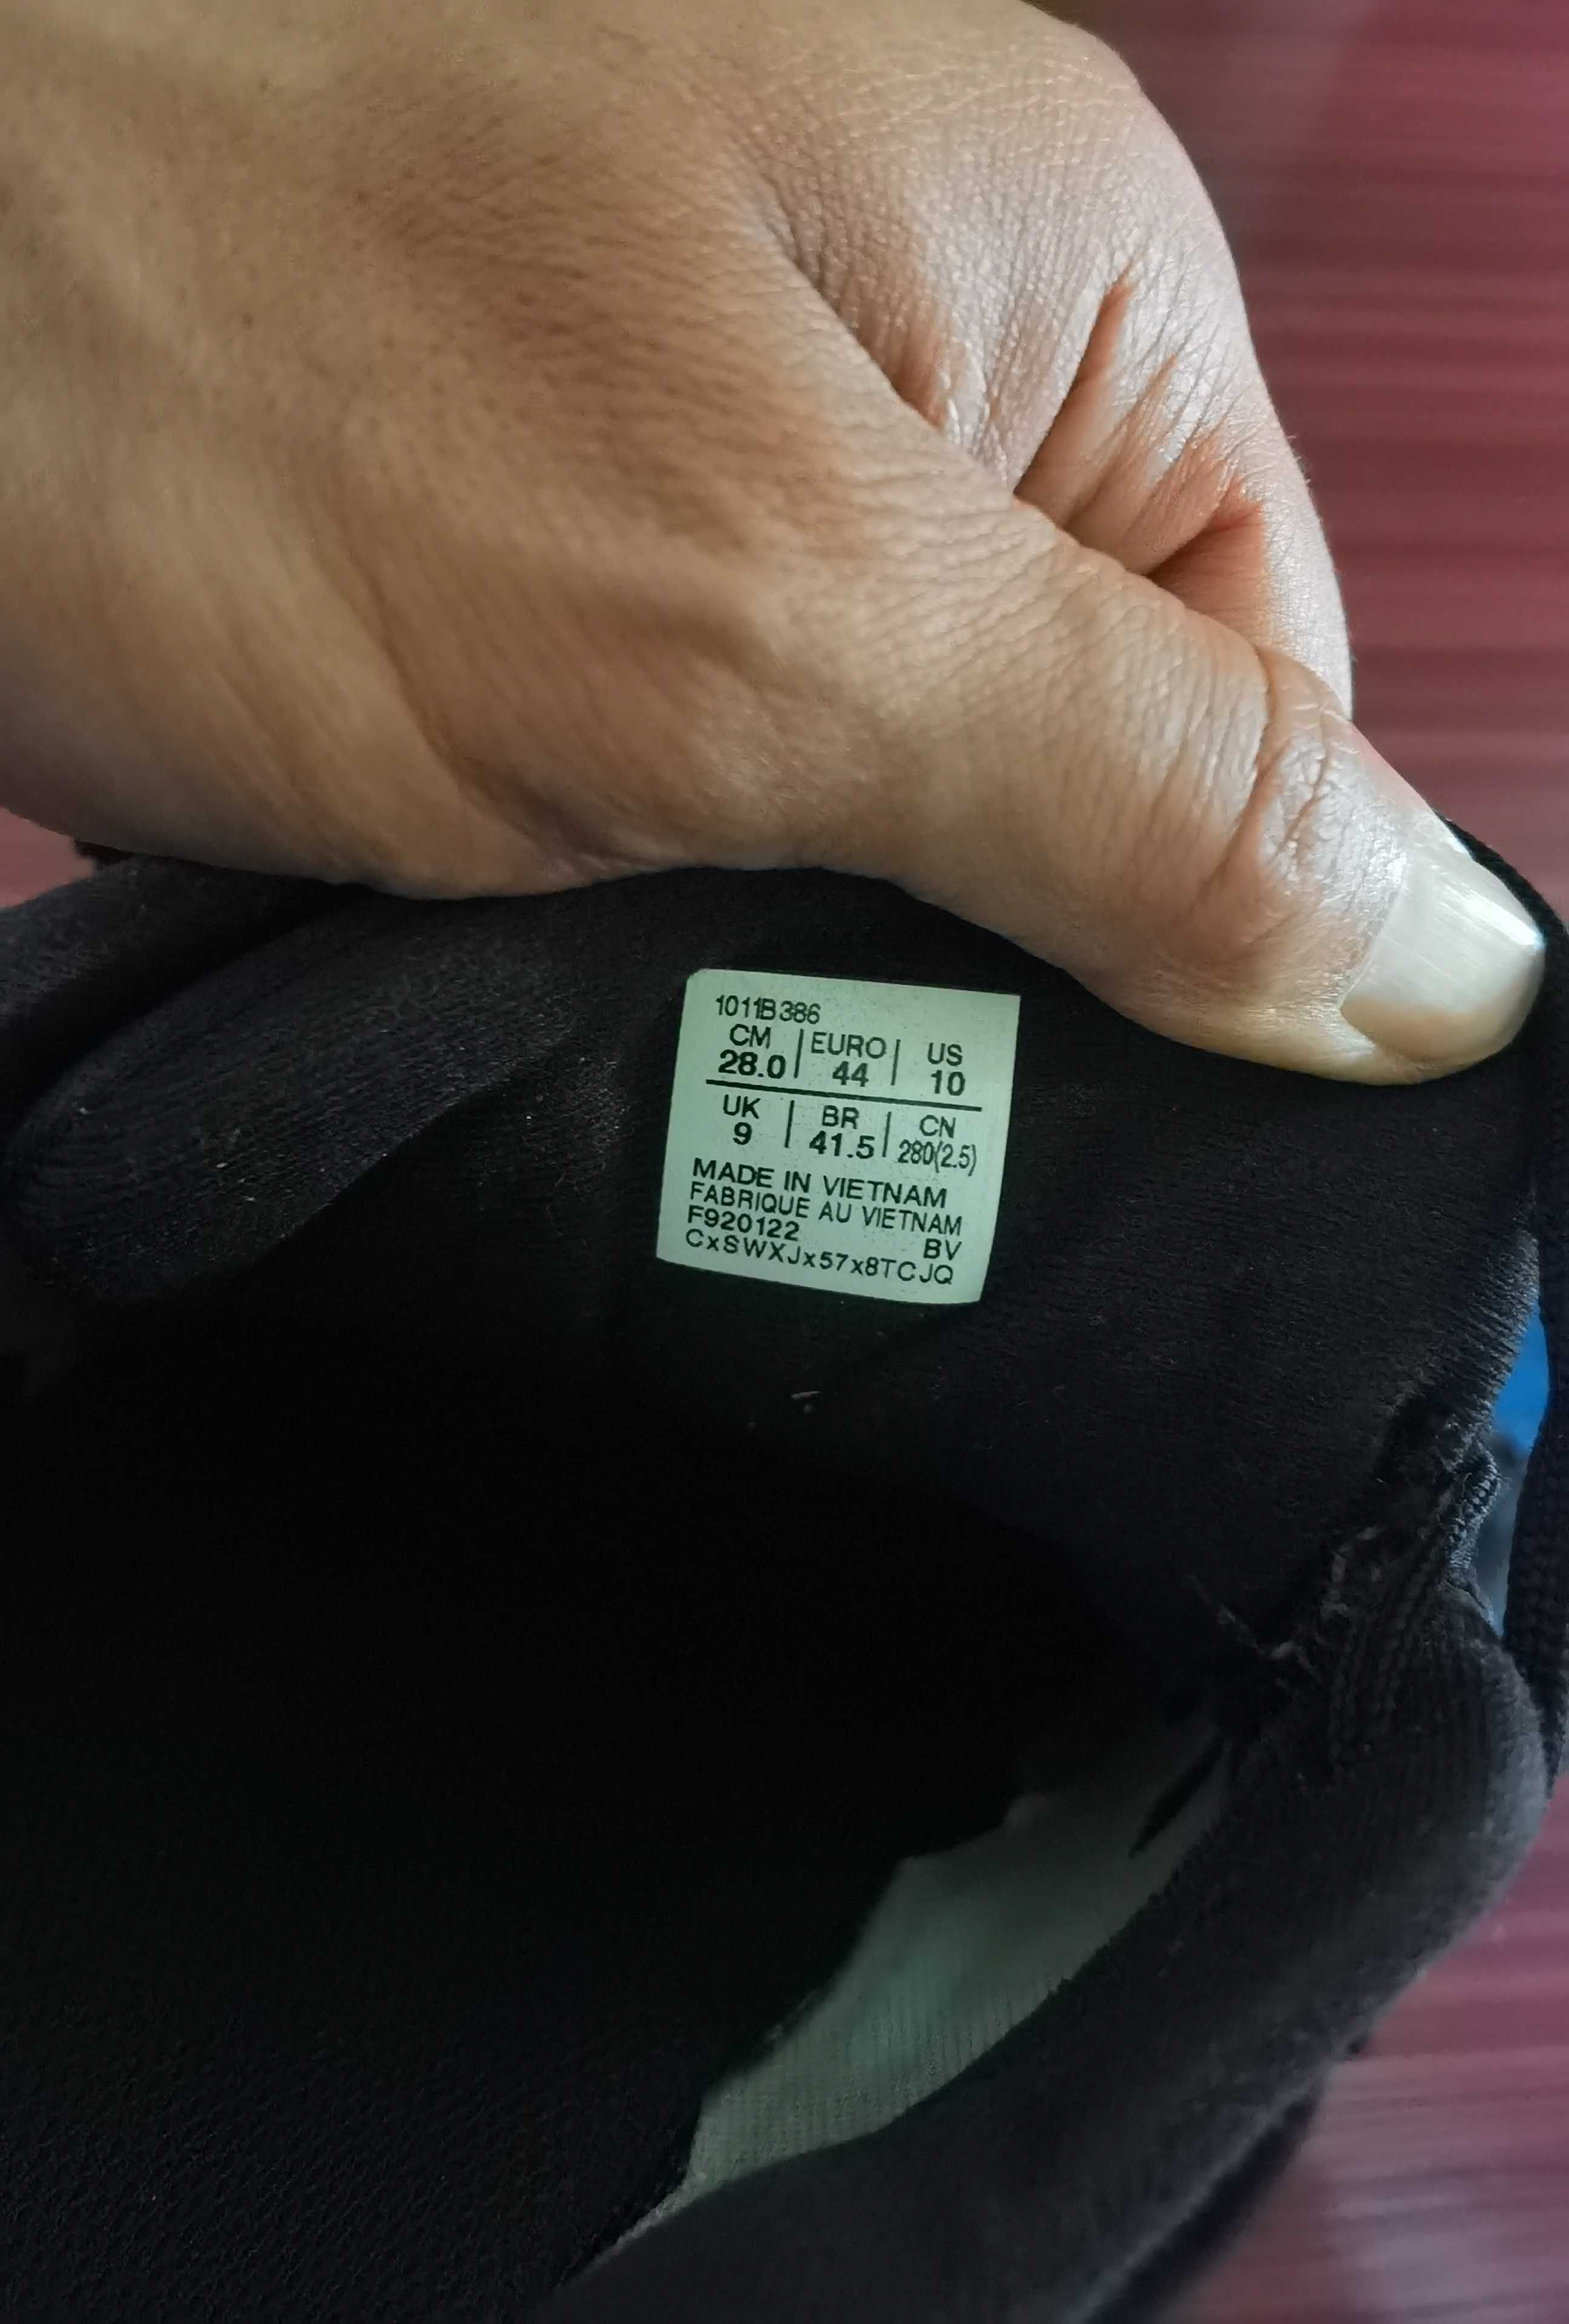 1011B386
CM | EURO | US
28.0 | 44 | 10
UK | BR | CN
9 | 41.5 | 280(2.5)
MADE IN VIETNAM
FABRIQUE AU VIETNAM
F920122 BV
CxSWXJx57x8TCJQ